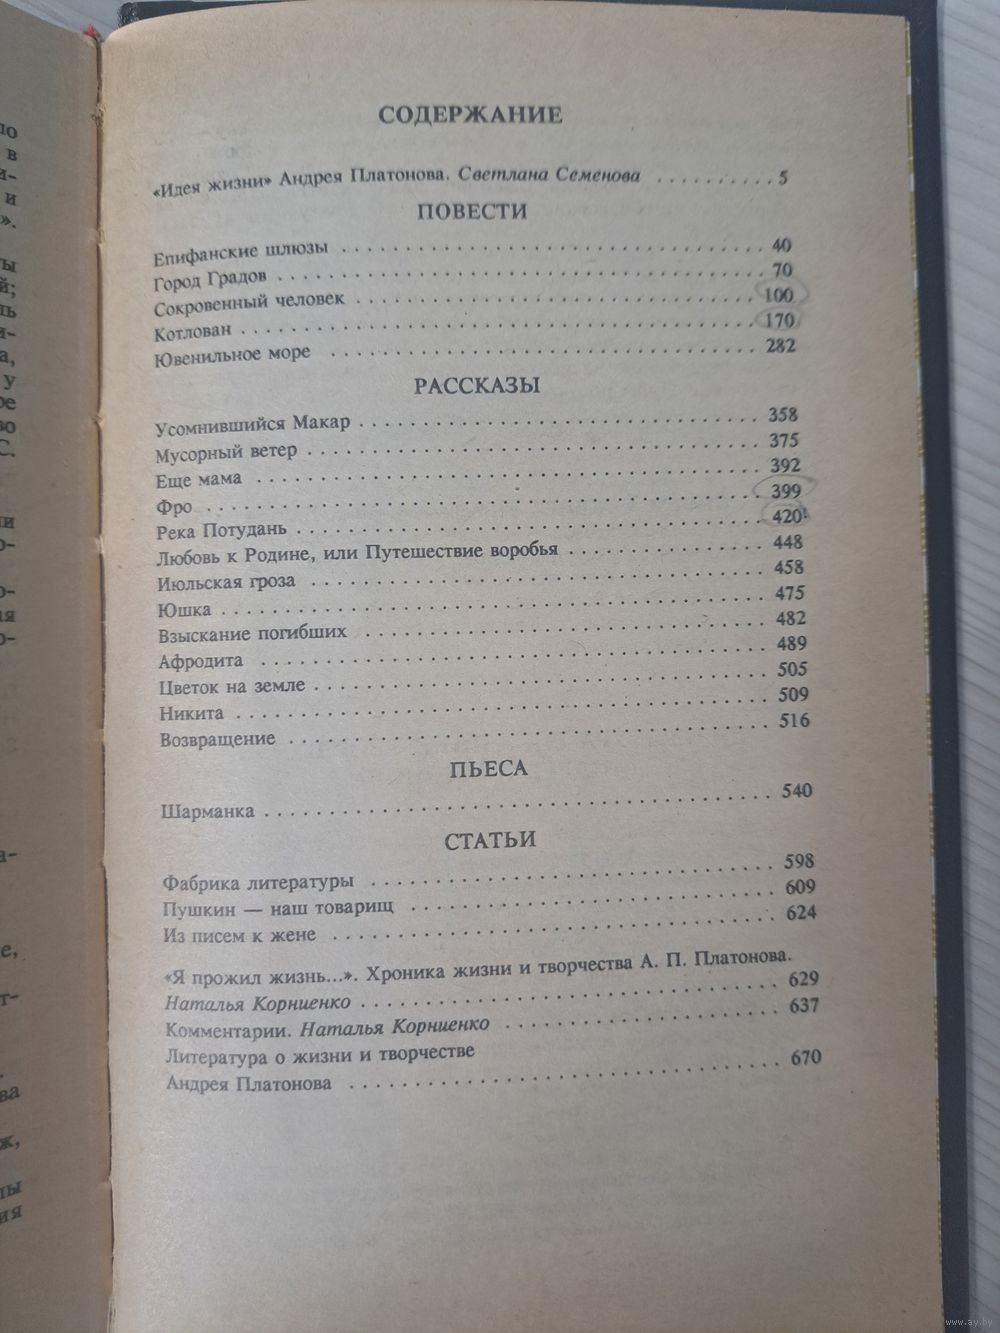 СОДЕРЖАНИЕ
«Идея жизни» Андрея Платонова. Светлана Семенова . . . . . . . . . . 5
ПОВЕСТИ
Епифанские шлюзы . . . . . . . . . . 40
Город Градов . . . . . . . . . . 70
Сокровенный человек . . . . . . . . . . 100
Котлован . . . . . . . . . . 170
Ювенильное море . . . . . . . . . . 282
РАССКАЗЫ
Усомнившийся Макар . . . . . . . . . . 358
Мусорный ветер . . . . . . . . . . 375
Еще мама . . . . . . . . . . 392
Фро . . . . . . . . . . 399
Река Потудань . . . . . . . . . . 420
Любовь к Родине, или Путешествие воробья . . . . . . . . . . 448
Июльская гроза . . . . . . . . . . 458
Юшка . . . . . . . . . . 475
Взыскание погибших . . . . . . . . . . 482
Афродита . . . . . . . . . . 489
Цветок на земле . . . . . . . . . . 505
Никита . . . . . . . . . . 509
Возвращение . . . . . . . . . . 516
ПЬЕСА
Шарманка . . . . . . . . . . 540
СТАТЬИ
Фабрика литературы . . . . . . . . . . 598
Пушкин — наш товарищ . . . . . . . . . . 609
Из писем к жене . . . . . . . . . . 624
«Я прожил жизнь...». Хроника жизни и творчества А. П. Платонова.
Наталья Корниенко . . . . . . . . . . 629
Комментарии. Наталья Корниенко . . . . . . . . . . 637
Литература о жизни и творчестве
Андрея Платонова . . . . . . . . . . 670
www.ay.by